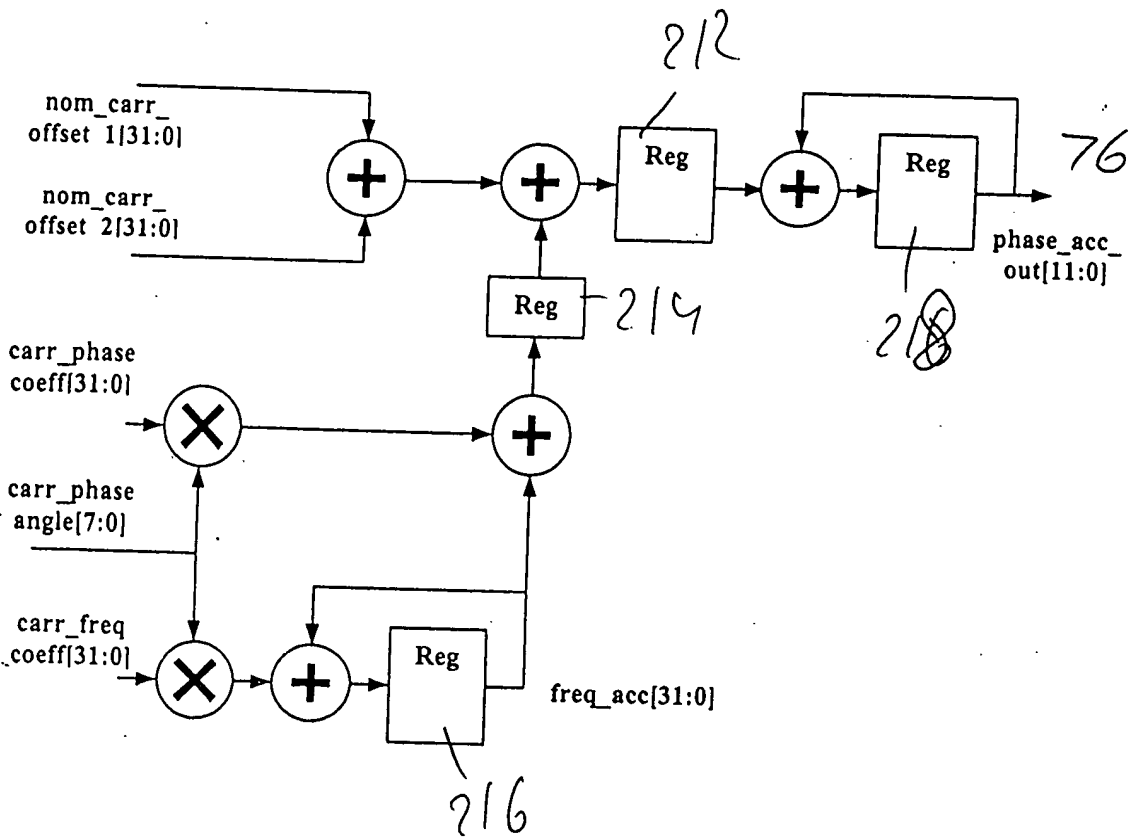 212
nom_carr_
offset 1[31:0]
Reg
Reg
76
nom_carr_
offset 2[31:0]
phase_acc_
out[11:0]
Reg
214
218
carr_phase
coeff[31:0]
carr_phase
angle[7:0]
carr_freq
coeff[31:0]
Reg
freq_acc[31:0]
216